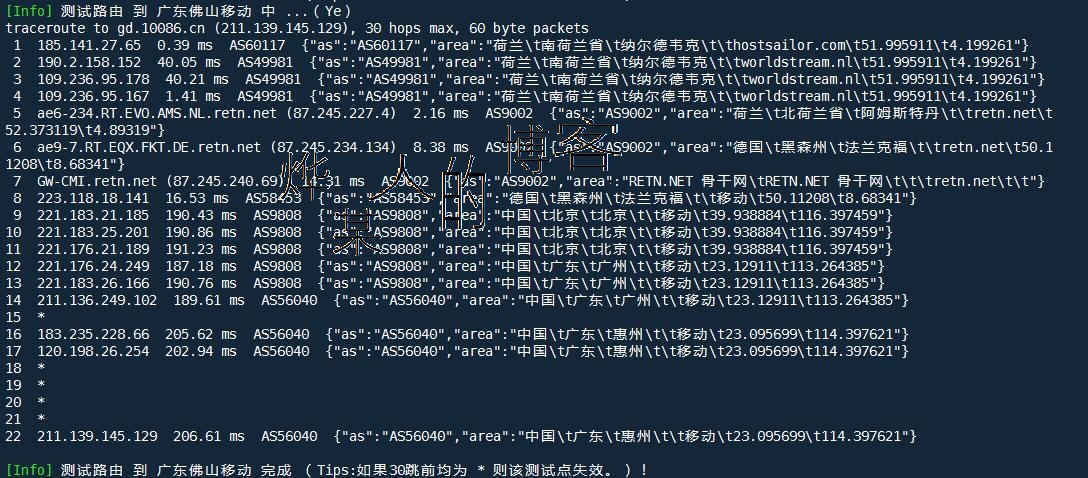 [Info] 测试路由 到 广东佛山移动 中 ...（Ye）
traceroute to gd.10086.cn (211.139.145.129), 30 hops max, 60 byte packets
1 185.141.27.65 0.39 ms AS60117 {"as":"AS60117","area":"荷兰\t南荷兰省\t纳尔德韦克\t\thostsailor.com\t51.995911\t4.199261"}
2 190.2.158.152 40.05 ms AS49981 {"as":"AS49981","area":"荷兰\t南荷兰省\t纳尔德韦克\t\tworldstream.nl\t51.995911\t4.199261"}
3 109.236.95.178 40.21 ms AS49981 {"as":"AS49981","area":"荷兰\t南荷兰省\t纳尔德韦克\t\tworldstream.nl\t51.995911\t4.199261"}
4 109.236.95.167 1.41 ms AS49981 {"as":"AS49981","area":"荷兰\t南荷兰省\t纳尔德韦克\t\tworldstream.nl\t51.995911\t4.199261"}
5 ae6-234.RT.EVO.AMS.NL.retn.net (87.245.227.4) 2.16 ms AS9002 {"as":"AS9002","area":"荷兰\t北荷兰省\t阿姆斯特丹\t\tretn.net\t
52.373119\t4.89319"}
6 ae9-7.RT.EQX.FKT.DE.retn.net (87.245.234.134) 8.38 ms {"as":"AS9002","area":"德国\t黑森州\t法兰克福\t\tretn.net\t50.1
1208\t8.68341"}
7 GW-CMI.retn.net (87.245.240.69) ms AS9002 {"as":"AS9002","area":"RETN.NET 骨干网\tRETN.NET 骨干网\t\t\tretn.net\t\t"}
8 223.118.18.141 16.53 ms AS58453 {"as":"AS58453","area":"德国\t黑森州\t法兰克福\t\t移动\t50.11208\t8.68341"}
9 221.183.21.185 190.43 ms AS9808 {"as":"AS9808","area":"中国\t北京\t北京\t\t移动\t39.938884\t116.397459"}
10 221.183.25.201 190.86 ms AS9808 {"as":"AS9808","area":"中国\t北京\t北京\t\t移动\t39.938884\t116.397459"}
11 221.176.21.189 191.23 ms AS9808 {"as":"AS9808","area":"中国\t北京\t北京\t\t移动\t39.938884\t116.397459"}
12 221.176.24.249 187.18 ms AS9808 {"as":"AS9808","area":"中国\t广东\t广州\t\t移动\t23.12911\t113.264385"}
13 221.183.26.166 190.76 ms AS9808 {"as":"AS9808","area":"中国\t广东\t广州\t\t移动\t23.12911\t113.264385"}
14 211.136.249.102 189.61 ms AS56040 {"as":"AS56040","area":"中国\t广东\t广州\t\t移动\t23.12911\t113.264385"}
15 *
16 183.235.228.66 205.62 ms AS56040 {"as":"AS56040","area":"中国\t广东\t惠州\t\t移动\t23.095699\t114.397621"}
17 120.198.26.254 202.94 ms AS56040 {"as":"AS56040","area":"中国\t广东\t惠州\t\t移动\t23.095699\t114.397621"}
18 *
19 *
20 *
21 *
22 211.139.145.129 206.61 ms AS56040 {"as":"AS56040","area":"中国\t广东\t惠州\t\t移动\t23.095699\t114.397621"}
[Info] 测试路由 到 广东佛山移动 完成 （Tips:如果30跳前均为 * 则该测试点失效。）！